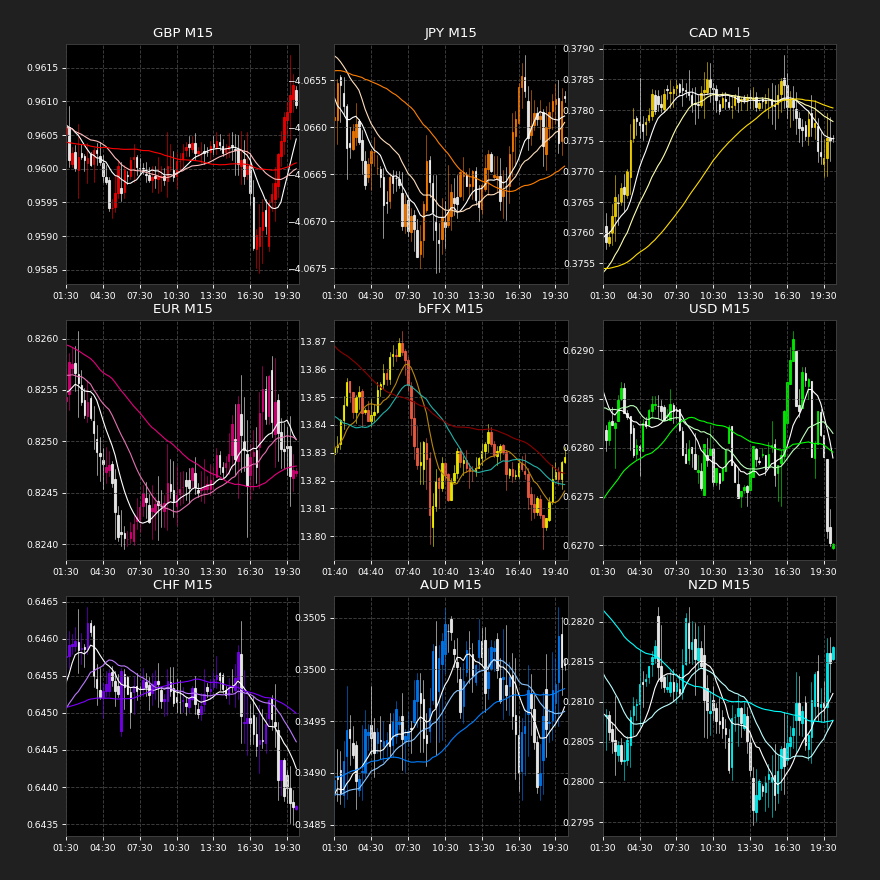 GBP M15 JPY M15 CAD M15
0.9615 0.9610 0.9605 0.9600 0.9595 0.9590 0.9585
01:30 04:30 07:30 10:30 13:30 16:30 19:30
−4.0655 −4.0660 −4.0665 −4.0670 −4.0675
01:30 04:30 07:30 10:30 13:30 16:30 19:30
0.3790 0.3785 0.3780 0.3775 0.3770 0.3765 0.3760 0.3755
01:30 04:30 07:30 10:30 13:30 16:30 19:30
EUR M15 bFFX M15 USD M15
0.8260 0.8255 0.8250 0.8245 0.8240
01:30 04:30 07:30 10:30 13:30 16:30 19:30
13.87 13.86 13.85 13.84 13.83 13.82 13.81 13.80
01:40 04:40 07:40 10:40 13:40 16:40 19:40
0.6290 0.6285 0.6280 0.6275 0.6270
01:30 04:30 07:30 10:30 13:30 16:30 19:30
CHF M15 AUD M15 NZD M15
0.6465 0.6460 0.6455 0.6450 0.6445 0.6440 0.6435
01:30 04:30 07:30 10:30 13:30 16:30 19:30
0.3505 0.3500 0.3495 0.3490 0.3485
01:30 04:30 07:30 10:30 13:30 16:30 19:30
0.2820 0.2815 0.2810 0.2805 0.2800 0.2795
01:30 04:30 07:30 10:30 13:30 16:30 19:30